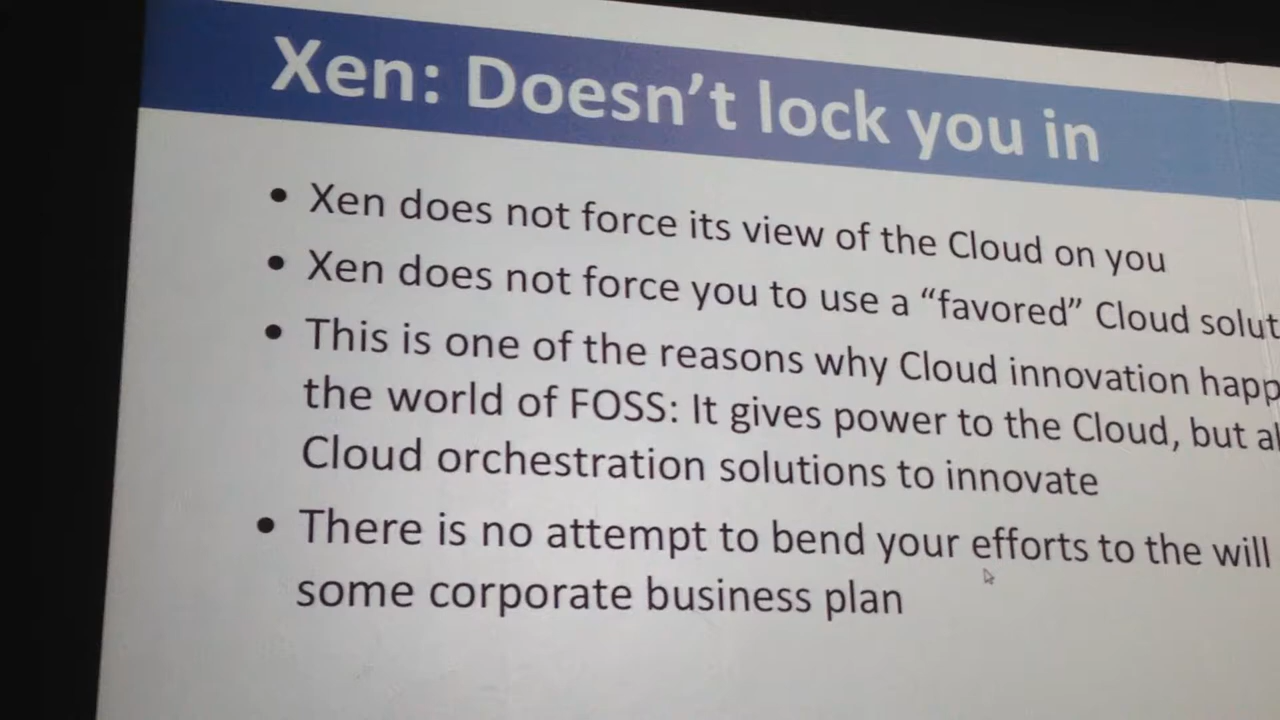 Xen: Doesn’t lock you in
• Xen does not force its view of the Cloud on you
• Xen does not force you to use a “favored” Cloud
• This is one of the reasons why Cloud innovation
the world of FOSS: It gives power to the Cloud, but
Cloud orchestration solutions to innovate
• There is no attempt to bend your efforts to the will
some corporate business plan